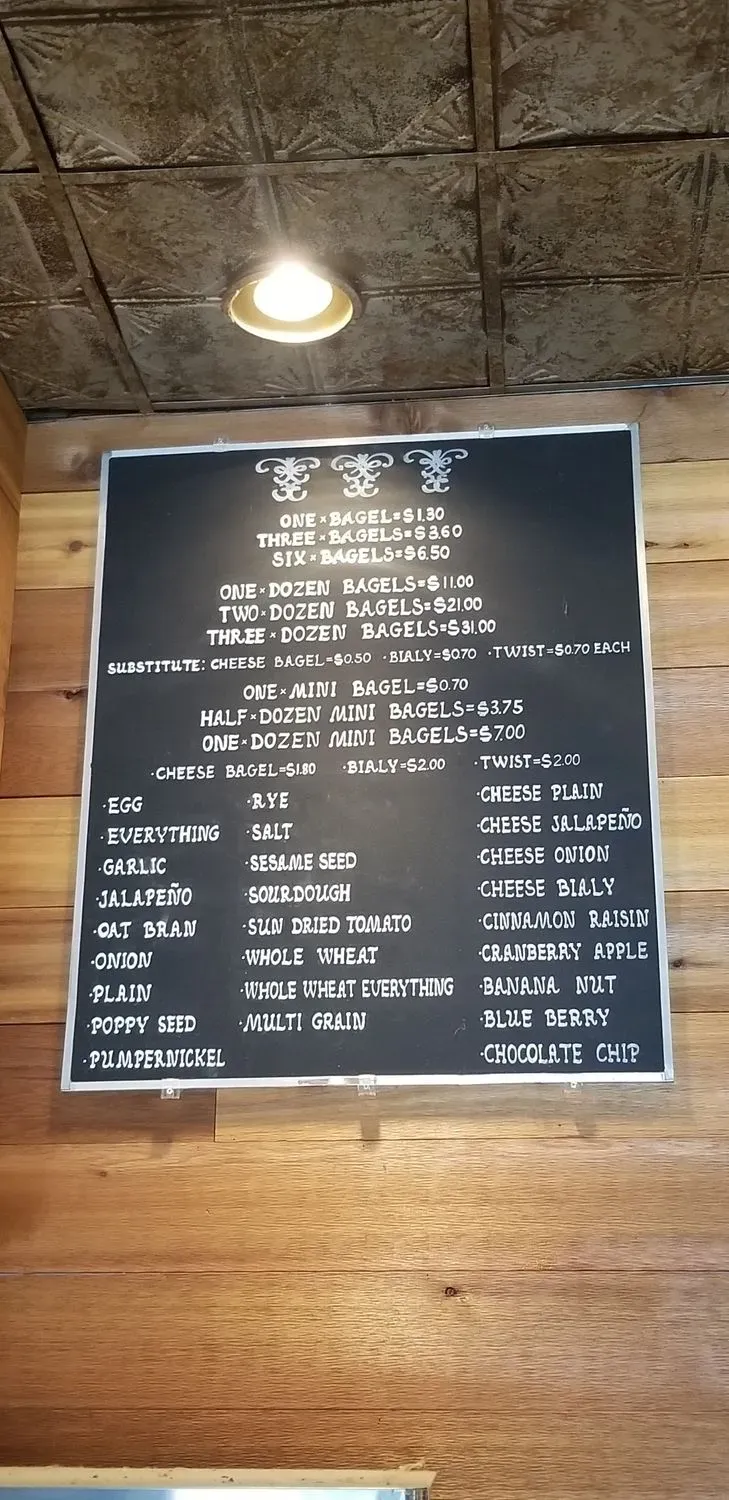 ONE × BAGEL=$1.30
THREE × BAGELS=$3.60
SIX × BAGELS=$6.50
ONE × DOZEN BAGELS=$11.00
TWO × DOZEN BAGELS=$21.00
THREE × DOZEN BAGELS=$31.00
SUBSTITUTE: CHEESE BAGEL=$0.50 ·BIALY=$0.70 ·TWIST=$0.70 EACH
ONE × MINI BAGEL=$0.70
HALF × DOZEN MINI BAGELS=$3.75
ONE × DOZEN MINI BAGELS=$7.00
·CHEESE BAGEL=$1.80 ·BIALY=$2.00 ·TWIST=$2.00
·EGG
·EVERYTHING
·GARLIC
·JALAPEÑO
·OAT BRAN
·ONION
·PLAIN
·POPPY SEED
·PUMPERNICKEL
·RYE
·SALT
·SESAME SEED
·SOURDOUGH
·SUN DRIED TOMATO
·WHOLE WHEAT
·WHOLE WHEAT EVERYTHING
·MULTI GRAIN
·CHEESE PLAIN
·CHEESE JALAPEÑO
·CHEESE ONION
·CHEESE BIALY
·CINNAMON RAISIN
·CRANBERRY APPLE
·BANANA NUT
·BLUE BERRY
·CHOCOLATE CHIP